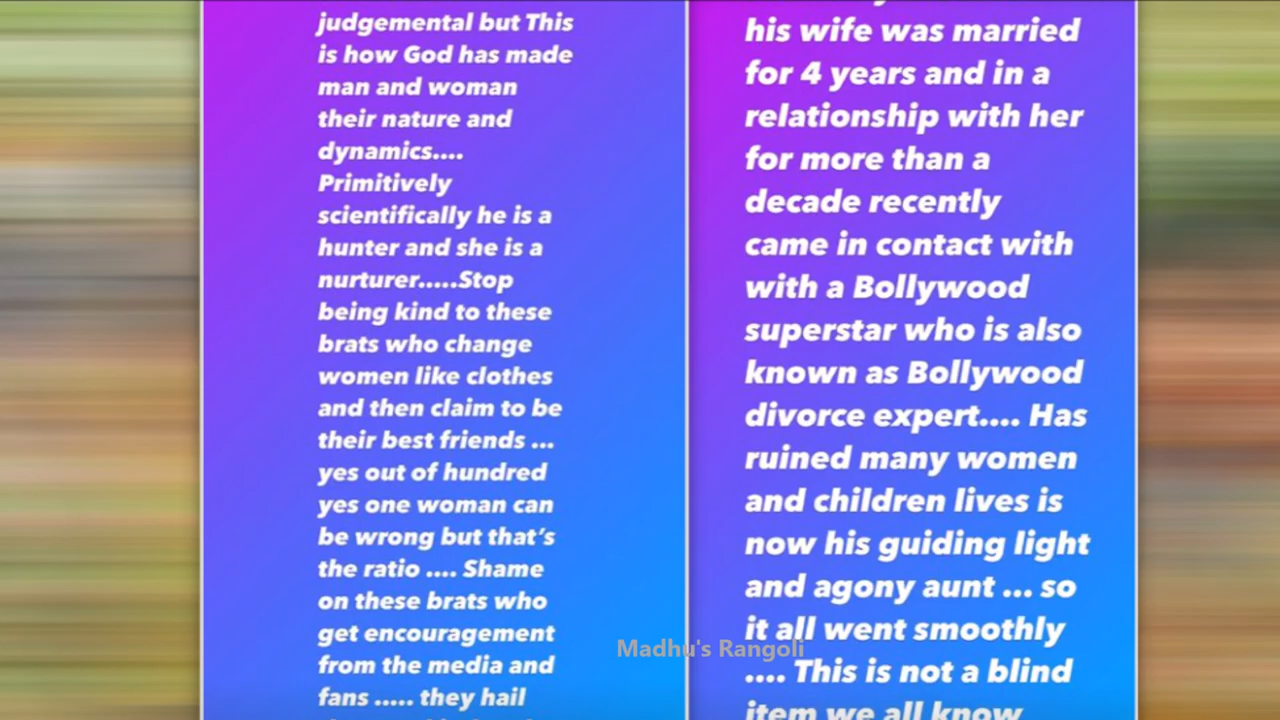 judgemental but This
is how God has made
man and woman
their nature and
dynamics....
Primitively
scientifically he is a
hunter and she is a
nurturer.....Stop
being kind to these
brats who change
women like clothes
and then claim to be
their best friends ...
yes out of hundred
yes one woman can
be wrong but that's
the ratio .... Shame
on these brats who
get encouragement
from the media and
fans ..... they hail
his wife was married
for 4 years and in a
relationship with her
for more than a
decade recently
came in contact with
with a Bollywood
superstar who is also
known as Bollywood
divorce expert.... Has
ruined many women
and children lives is
now his guiding light
and agony aunt ... so
it all went smoothly
.... This is not a blind
item we all know
Madhu's Rangoli